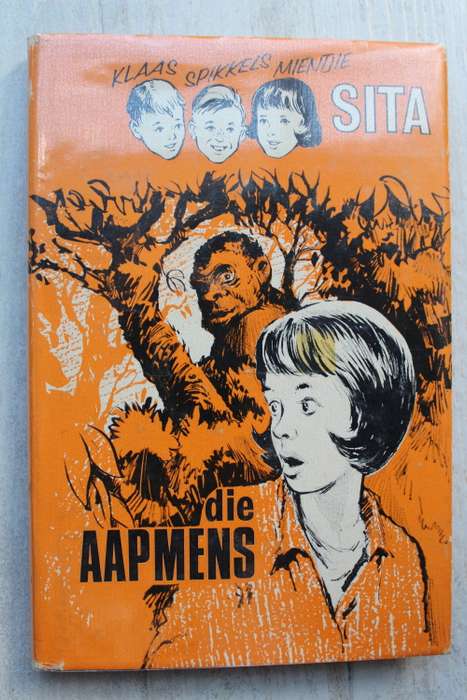 KLAAS SPIKKELS MIENTJIE
SITA
die
AAPMENS